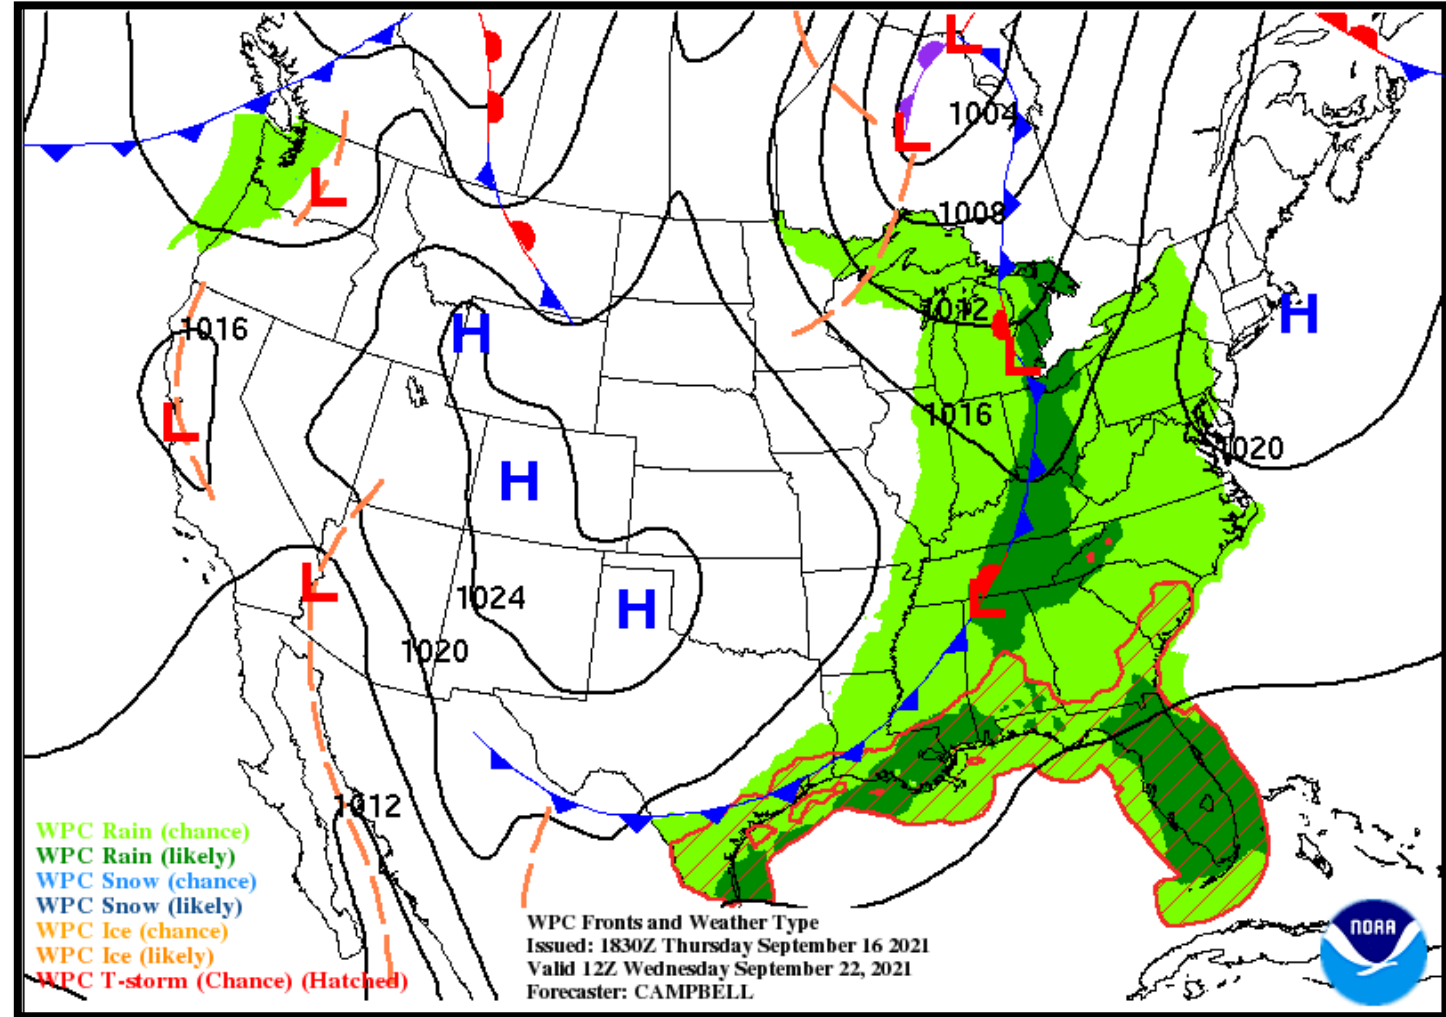 L
L
1004
L
1008
H
1012
1016
H
L
1016
L
H
1020
L
1024
L
H
1020
1012
WPC Rain (chance)
WPC Rain (likely)
WPC Snow (chance)
WPC Snow (likely)
WPC Ice (chance)
WPC Ice (likely)
WPC T-storm (Chance) (Hatched)
WPC Fronts and Weather Type
Issued: 1830Z Thursday September 16 2021
Valid 12Z Wednesday September 22, 2021
Forecaster: CAMPBELL
NOAA